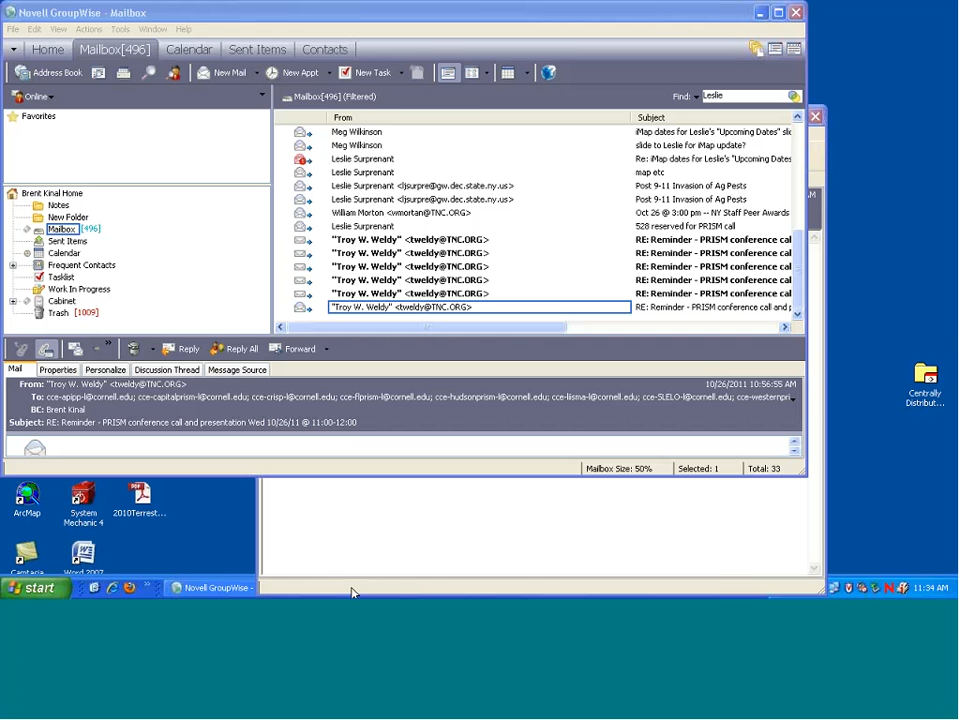 Novell GroupWise - Mailbox
File Edit View Actions Tools Window Help
Home Mailbox[496] Calendar Sent Items Contacts
Address Book New Mail New Appt New Task
Online Mailbox[496] (Filtered) Find: Leslie
Favorites
From Subject
Meg Wilkinson iMap dates for Leslie's "Upcoming Dates" slid
Meg Wilkinson slide to Leslie for iMap update?
Leslie Surprenant Re: iMap dates for Leslie's "Upcoming Dates"
Leslie Surprenant map etc
Leslie Surprenant <ljsurpre@gw.dec.state.ny.us> Post 9-11 Invasion of Ag Pests
Leslie Surprenant <ljsurpre@gw.dec.state.ny.us> Post 9-11 Invasion of Ag Pests
William Morton <wmortan@TNC.ORG> Oct 26 @ 3:00 pm -- NY Staff Peer Awards
Leslie Surprenant 528 reserved for PRISM call
"Troy W. Weldy" <tweldy@TNC.ORG> RE: Reminder - PRISM conference call
"Troy W. Weldy" <tweldy@TNC.ORG> RE: Reminder - PRISM conference call
"Troy W. Weldy" <tweldy@TNC.ORG> RE: Reminder - PRISM conference call
"Troy W. Weldy" <tweldy@TNC.ORG> RE: Reminder - PRISM conference call
"Troy W. Weldy" <tweldy@TNC.ORG> RE: Reminder - PRISM conference call
"Troy W. Weldy" <tweldy@TNC.ORG> RE: Reminder - PRISM conference call and p
Brent Kinal Home
Notes
New Folder
Mailbox [496]
Sent Items
Calendar
Frequent Contacts
Tasklist
Work In Progress
Cabinet
Trash [1009]
Reply Reply All Forward
Mail Properties Personalize Discussion Thread Message Source
From: "Troy W. Weldy" <tweldy@TNC.ORG> 10/26/2011 10:56:55 AM
To: cce-apipp-l@cornell.edu; cce-capitalprism-l@cornell.edu; cce-crisp-l@cornell.edu; cce-flprism-l@cornell.edu; cce-hudsonprism-l@cornell.edu; cce-liisma-l@cornell.edu; cce-SLELO-l@cornell.edu; cce-westernpri
BC: Brent Kinal
Subject: RE: Reminder - PRISM conference call and presentation Wed 10/26/11 @ 11:00-12:00
Mailbox Size: 50% Selected: 1 Total: 33
Centrally
Distribut...
ArcMap System
Mechanic 4 2010Terrest...
Camtasia Word 2007
start Novell GroupWise - 11:34 AM